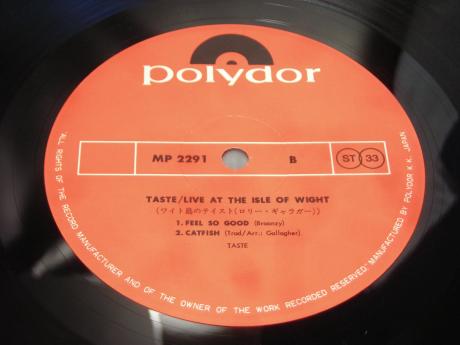 polydor
MP 2291 B ST 33
TASTE/LIVE AT THE ISLE OF WIGHT
(ワイト島のテイスト(ロリー・ギャラガー))
1. FEEL SO GOOD (Broonzy)
2. CATFISH (Trad/Arr.: Gallagher)
TASTE
ALL RIGHTS OF THE RECORD MANUFACTURER AND OF THE OWNER OF THE WORK RECORDED RESERVED. MANUFACTURED BY POLYDOR K.K. JAPAN